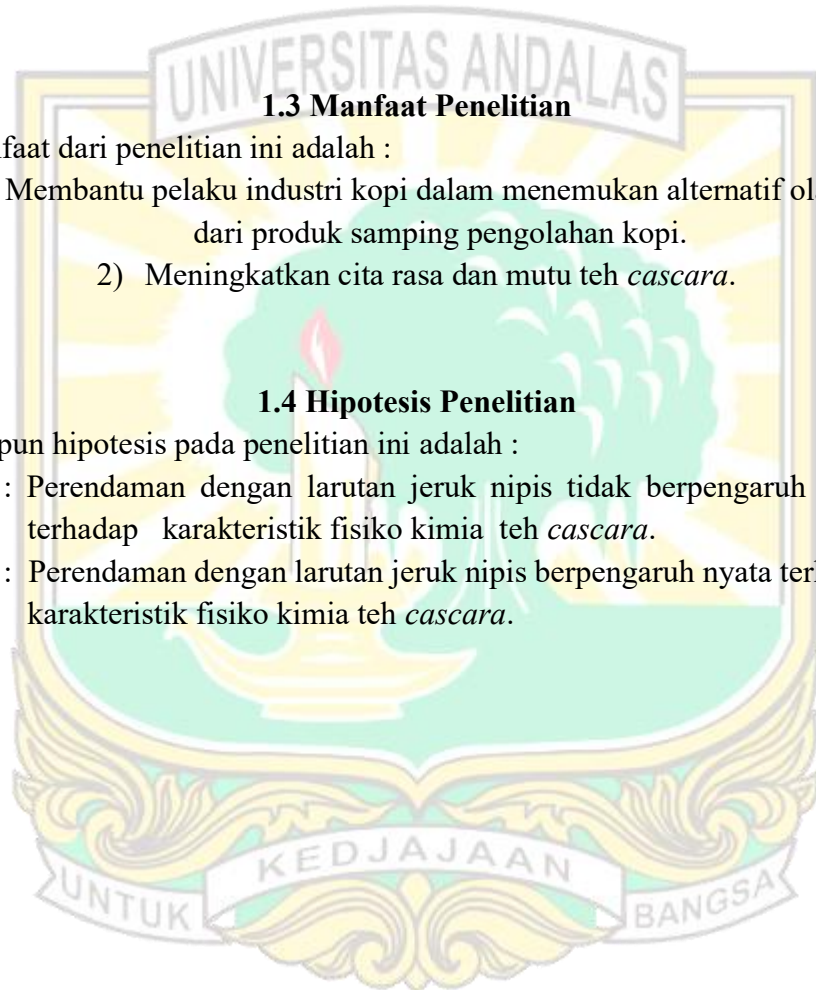 UNIVERSITAS ANDALAS
1.3 Manfaat Penelitian
faat dari penelitian ini adalah :
Membantu pelaku industri kopi dalam menemukan alternatif ol
dari produk samping pengolahan kopi.
2) Meningkatkan cita rasa dan mutu teh cascara.
1.4 Hipotesis Penelitian
pun hipotesis pada penelitian ini adalah :
: Perendaman dengan larutan jeruk nipis tidak berpengaruh
terhadap karakteristik fisiko kimia teh cascara.
: Perendaman dengan larutan jeruk nipis berpengaruh nyata ter
karakteristik fisiko kimia teh cascara.
UNTUK KEDJAJAAN BANGSA